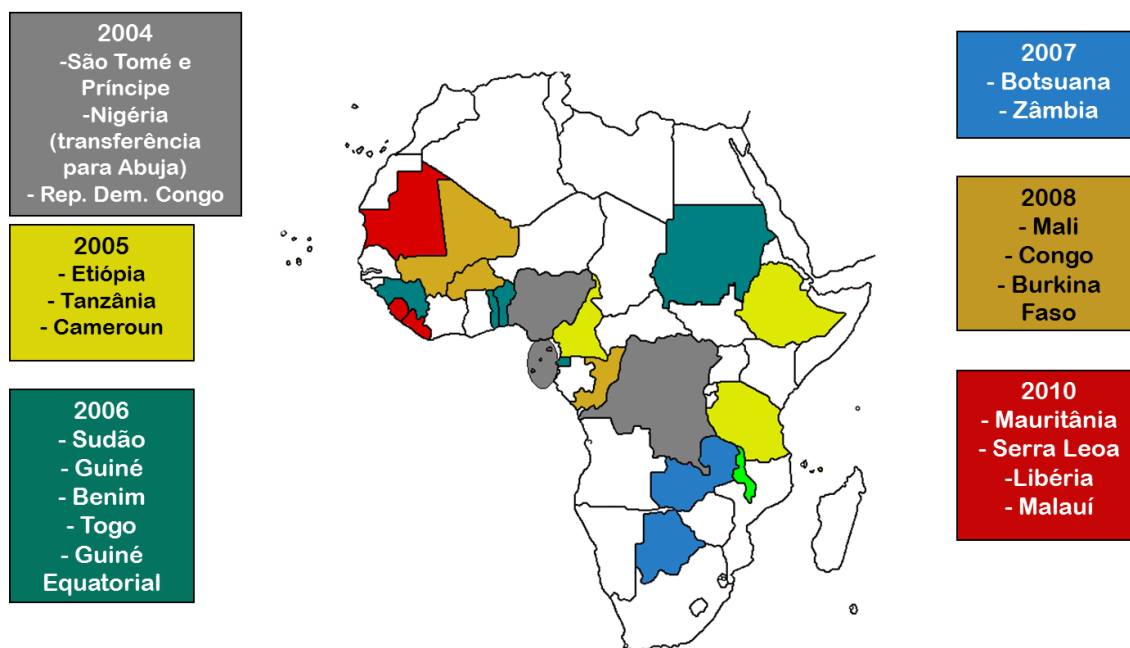 2004
-São Tomé e
Príncipe
-Nigéria
(transferência
para Abuja)
- Rep. Dem. Congo
2005
- Etiópia
- Tanzânia
- Cameroun
2006
- Sudão
- Guiné
- Benim
- Togo
- Guiné
Equatorial
2007
- Botsuana
- Zâmbia
2008
- Mali
- Congo
- Burkina
Faso
2010
- Mauritânia
- Serra Leoa
-Libéria
- Malauí